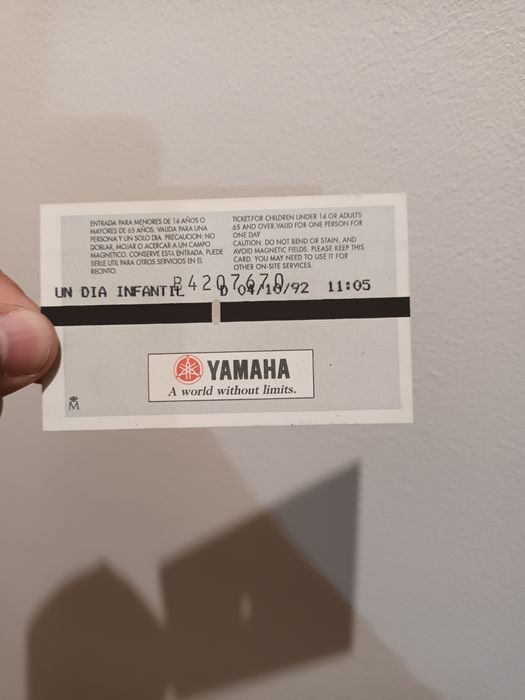 ENTRADA PARA MENORES DE 14 AÑOS O
MAYORES DE 65 AÑOS. VALIDA PARA UNA
PERSONA Y UN SOLO DIA. PRECAUCION: NO
DOBLAR, MOJAR O ACERCAR A UN CAMPO
MAGNETICO. CONSERVE ESTA ENTRADA, PUEDE
SERLE UTIL PARA OTROS SERVICIOS EN EL
RECINTO.
TICKET.FOR CHILDREN UNDER 14 OR ADULTS
.65 AND OVER.VALID FOR ONE PERSON FOR
ONE DAY
CAUTION: DO NOT BEND OR STAIN, AND
AVOID MAGNETIC FIELDS. PLEASE KEEP THIS
CARD. YOU MAY NEED TO USE IT FOR
OTHER ON-SITE SERVICES.
B4207670
UN DIA INFANTIL D 04/10/92 11:05
YAMAHA
A world without limits.
M